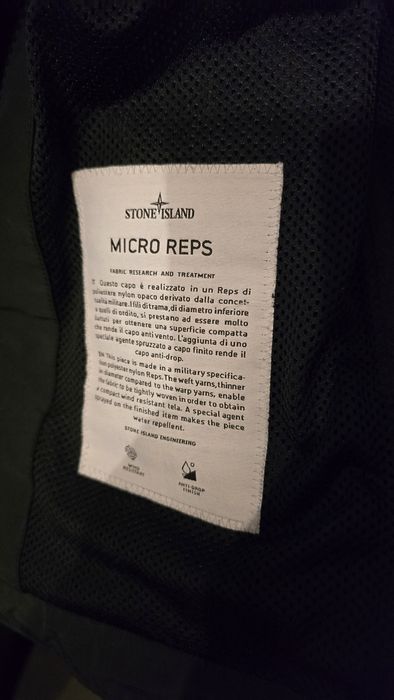 STONE ISLAND
MICRO REPS
FABRIC RESEARCH AND TREATMENT
IT Questo capo è realizzato in un Reps di
poliestere nylon opaco derivato dalla concet-
tualità militare. I fili di trama, di diametro inferiore
a quelli di ordito, si prestano ad essere molto
battuti per ottenere una superficie compatta
che rende il capo anti vento. L'aggiunta di uno
speciale agente spruzzato a capo finito rende il
capo anti-drop.
EN This piece is made in a military specifica-
tion polyester nylon Reps. The weft yarns, thinner
in diameter compared to the warp yarns, enable
the fabric to be tightly woven in order to obtain
a compact wind resistant tela. A special agent
sprayed on the finished item makes the piece
water repellent.
STONE ISLAND ENGINEERING
WIND
RESISTANT
ANTI DROP
FINISH